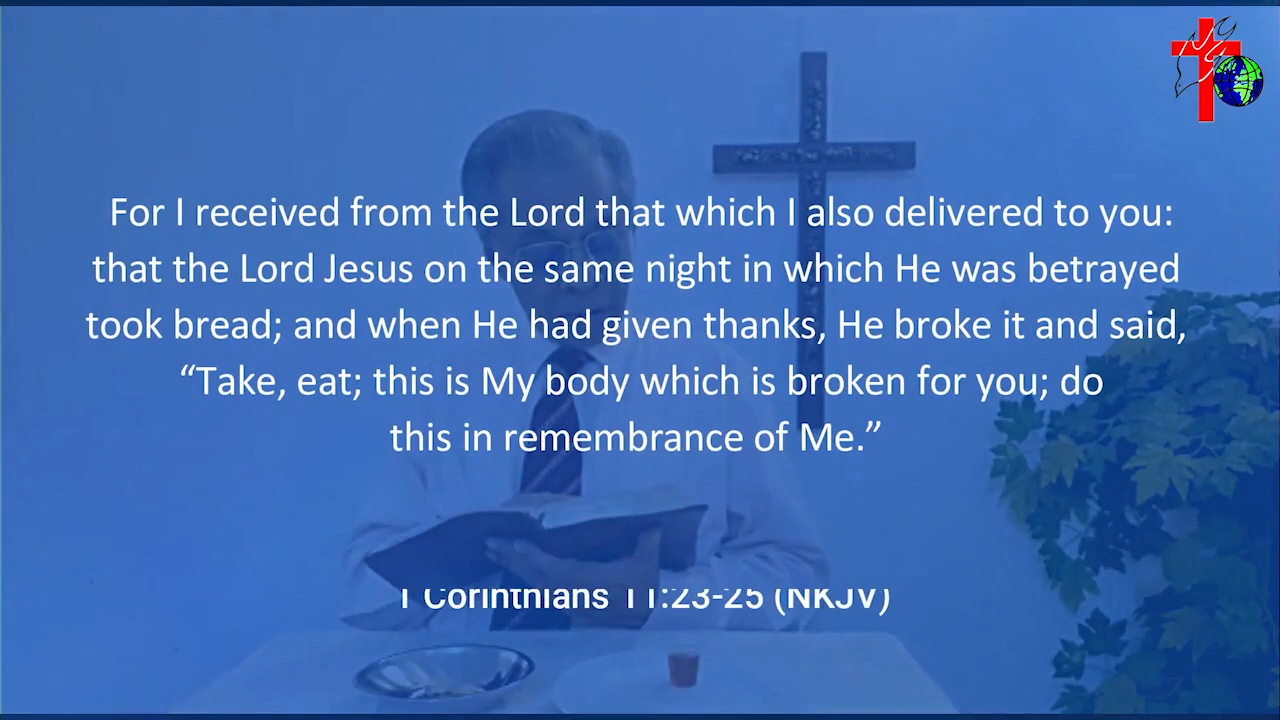 For I received from the Lord that which I also delivered to you:
that the Lord Jesus on the same night in which He was betrayed
took bread; and when He had given thanks, He broke it and said,
“Take, eat; this is My body which is broken for you; do
this in remembrance of Me.”
1 Corinthians 11:23-25 (NKJV)